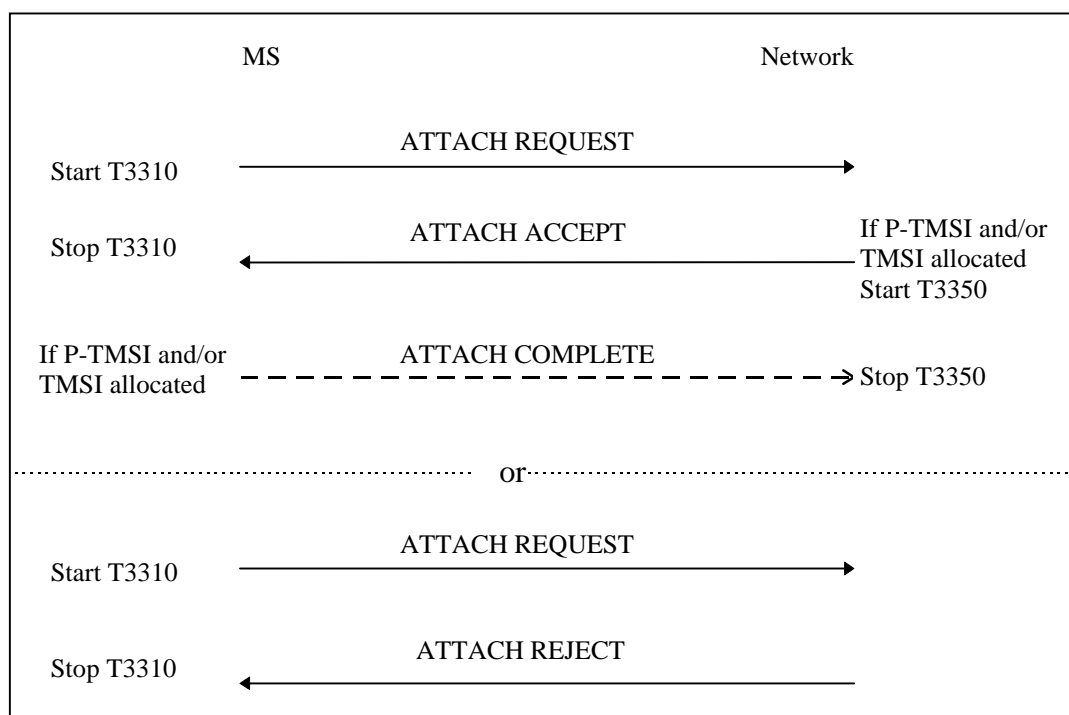 MS Network
ATTACH REQUEST
Start T3310
ATTACH ACCEPT
Stop T3310
If P-TMSI and/or
TMSI allocated
Start T3350
If P-TMSI and/or
TMSI allocated
ATTACH COMPLETE
Stop T3350
or
ATTACH REQUEST
Start T3310
ATTACH REJECT
Stop T3310